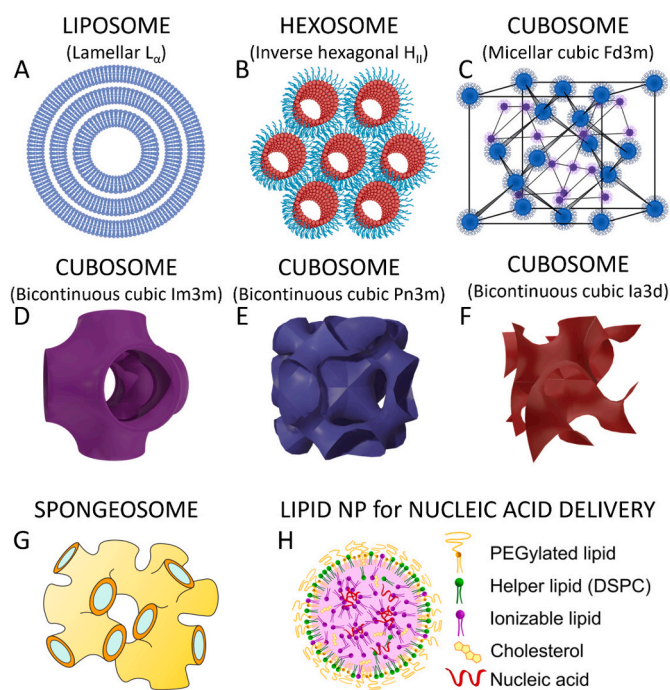 LIPOSOME
(Lamellar Lα)
A
HEXOSOME
(Inverse hexagonal HII)
B
CUBOSOME
(Micellar cubic Fd3m)
C
CUBOSOME
(Bicontinuous cubic Im3m)
D
CUBOSOME
(Bicontinuous cubic Pn3m)
E
CUBOSOME
(Bicontinuous cubic Ia3d)
F
SPONGEOSOME
G
LIPID NP for NUCLEIC ACID DELIVERY
H
PEGylated lipid
Helper lipid (DSPC)
Ionizable lipid
Cholesterol
Nucleic acid